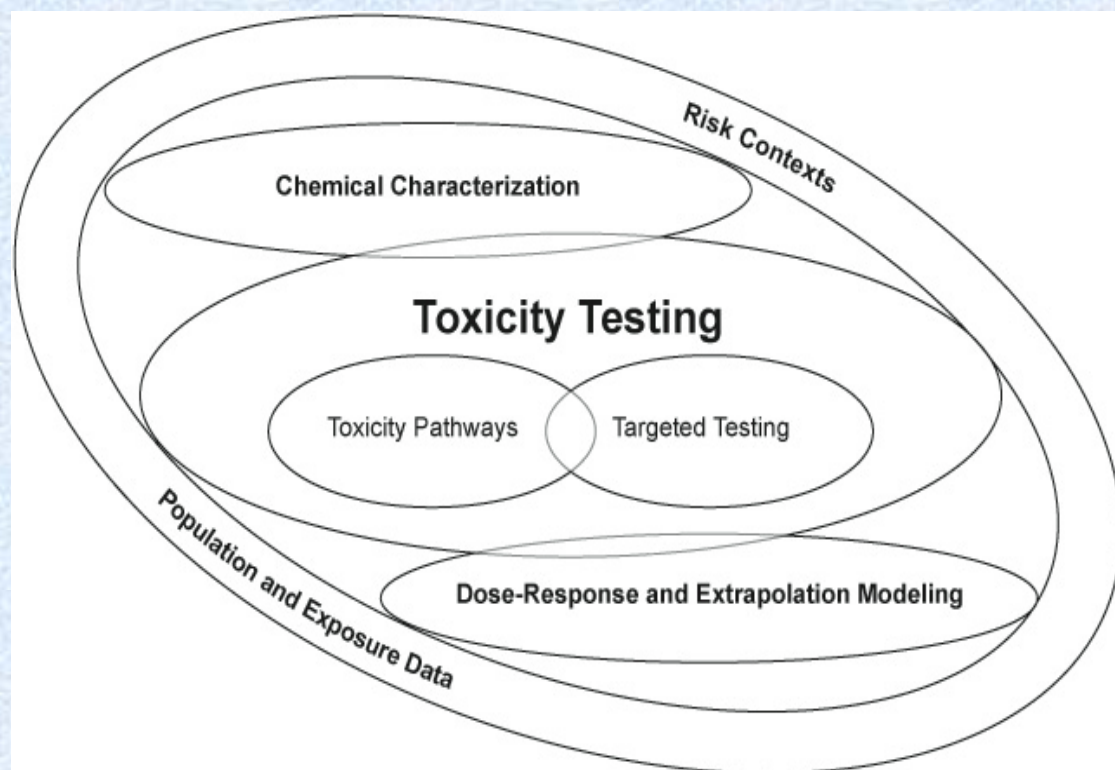 Risk Contexts
Chemical Characterization
Toxicity Testing
Toxicity Pathways
Targeted Testing
Population and Exposure Data
Dose-Response and Extrapolation Modeling